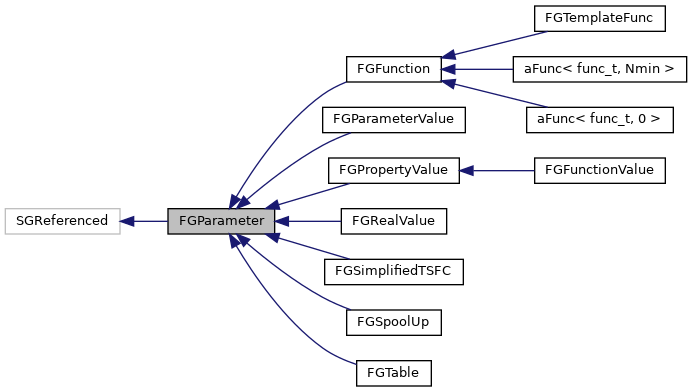 FGTemplateFunc
FGFunction
aFunc< func_t, Nmin >
FGParameterValue
aFunc< func_t, 0 >
FGPropertyValue
FGFunctionValue
SGReferenced
FGParameter
FGRealValue
FGSimplifiedTSFC
FGSpoolUp
FGTable